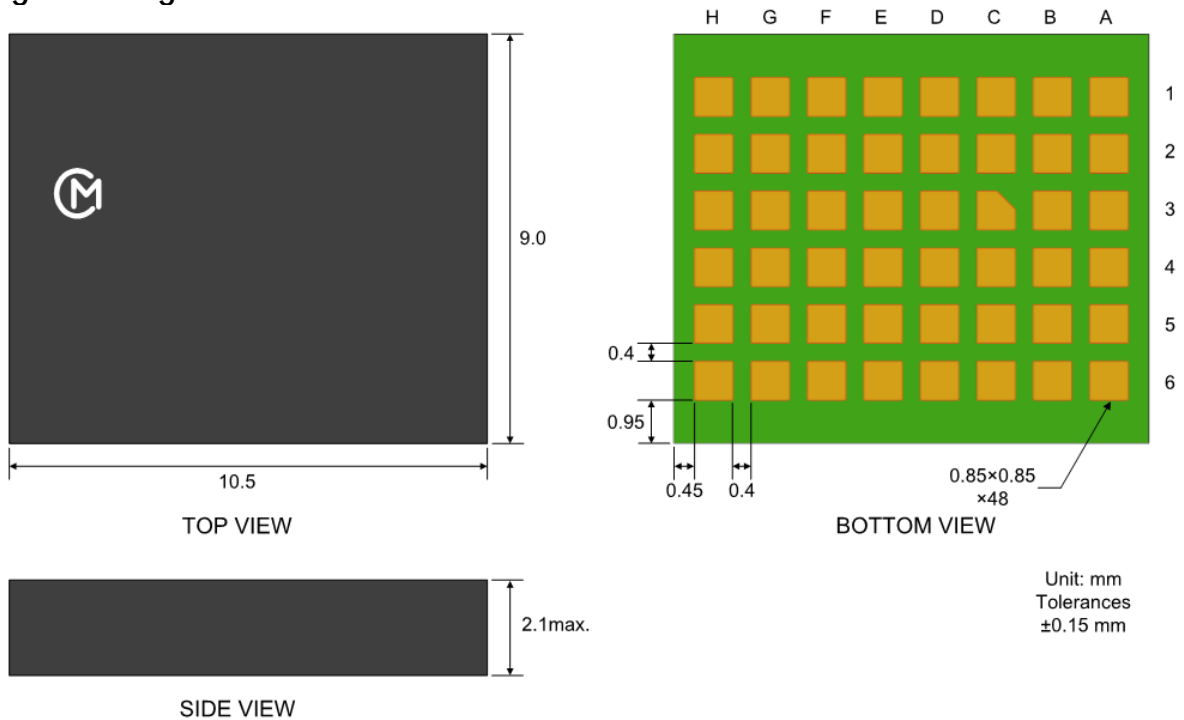 H G F E D C B A
1
2
3
4
5
6
CM
9.0
10.5
TOP VIEW
0.4
0.95
0.45
0.4
0.85×0.85
×48
BOTTOM VIEW
2.1max.
SIDE VIEW
Unit: mm
Tolerances
±0.15 mm